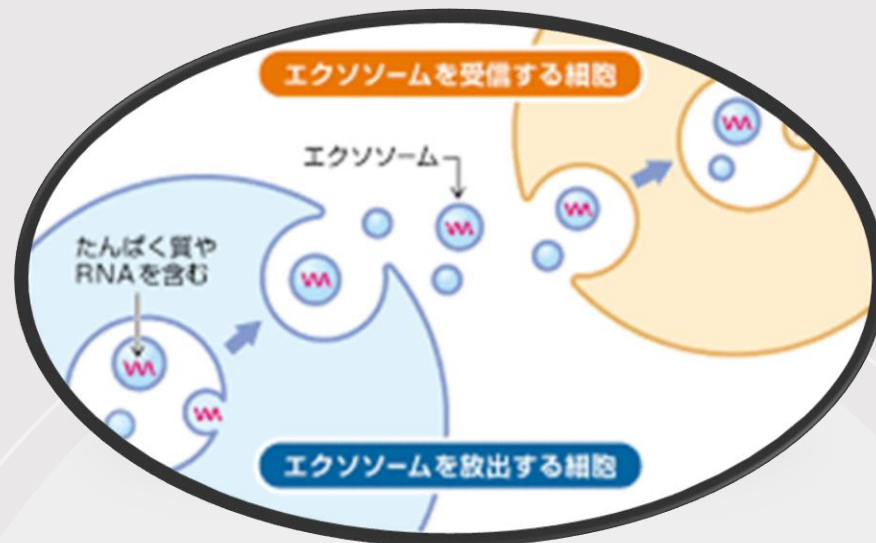 エクソソームを受信する細胞
エクソソーム
たんぱく質や
RNAを含む
エクソソームを放出する細胞